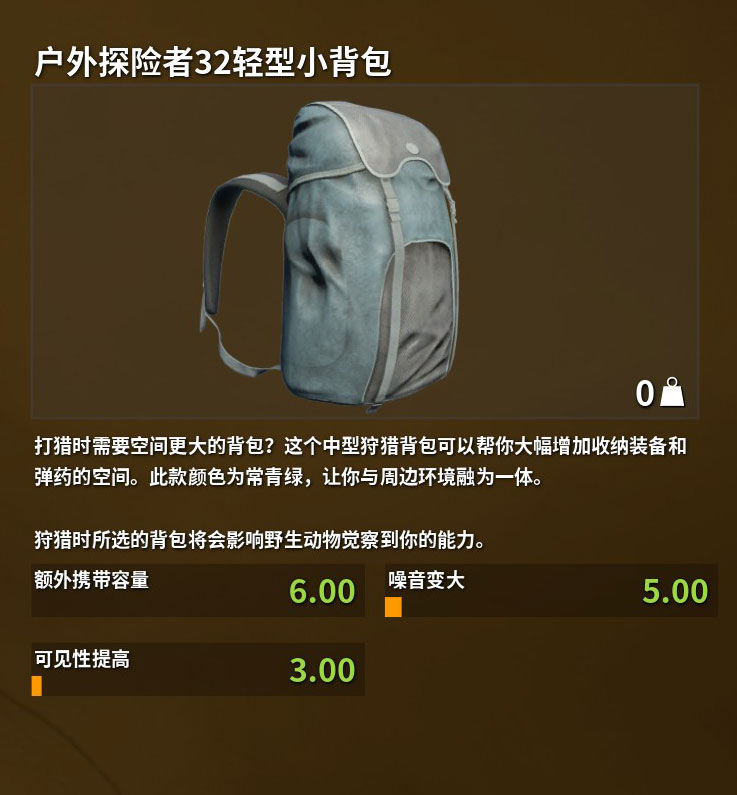 户外探险者32轻型小背包
0
打猎时需要空间更大的背包？这个中型狩猎背包可以帮你大幅增加收纳装备和
弹药的空间。此款颜色为常青绿，让你与周边环境融为一体。
狩猎时所选的背包将会影响野生动物觉察到你的能力。
额外携带容量 6.00
噪音变大 5.00
可见性提高 3.00